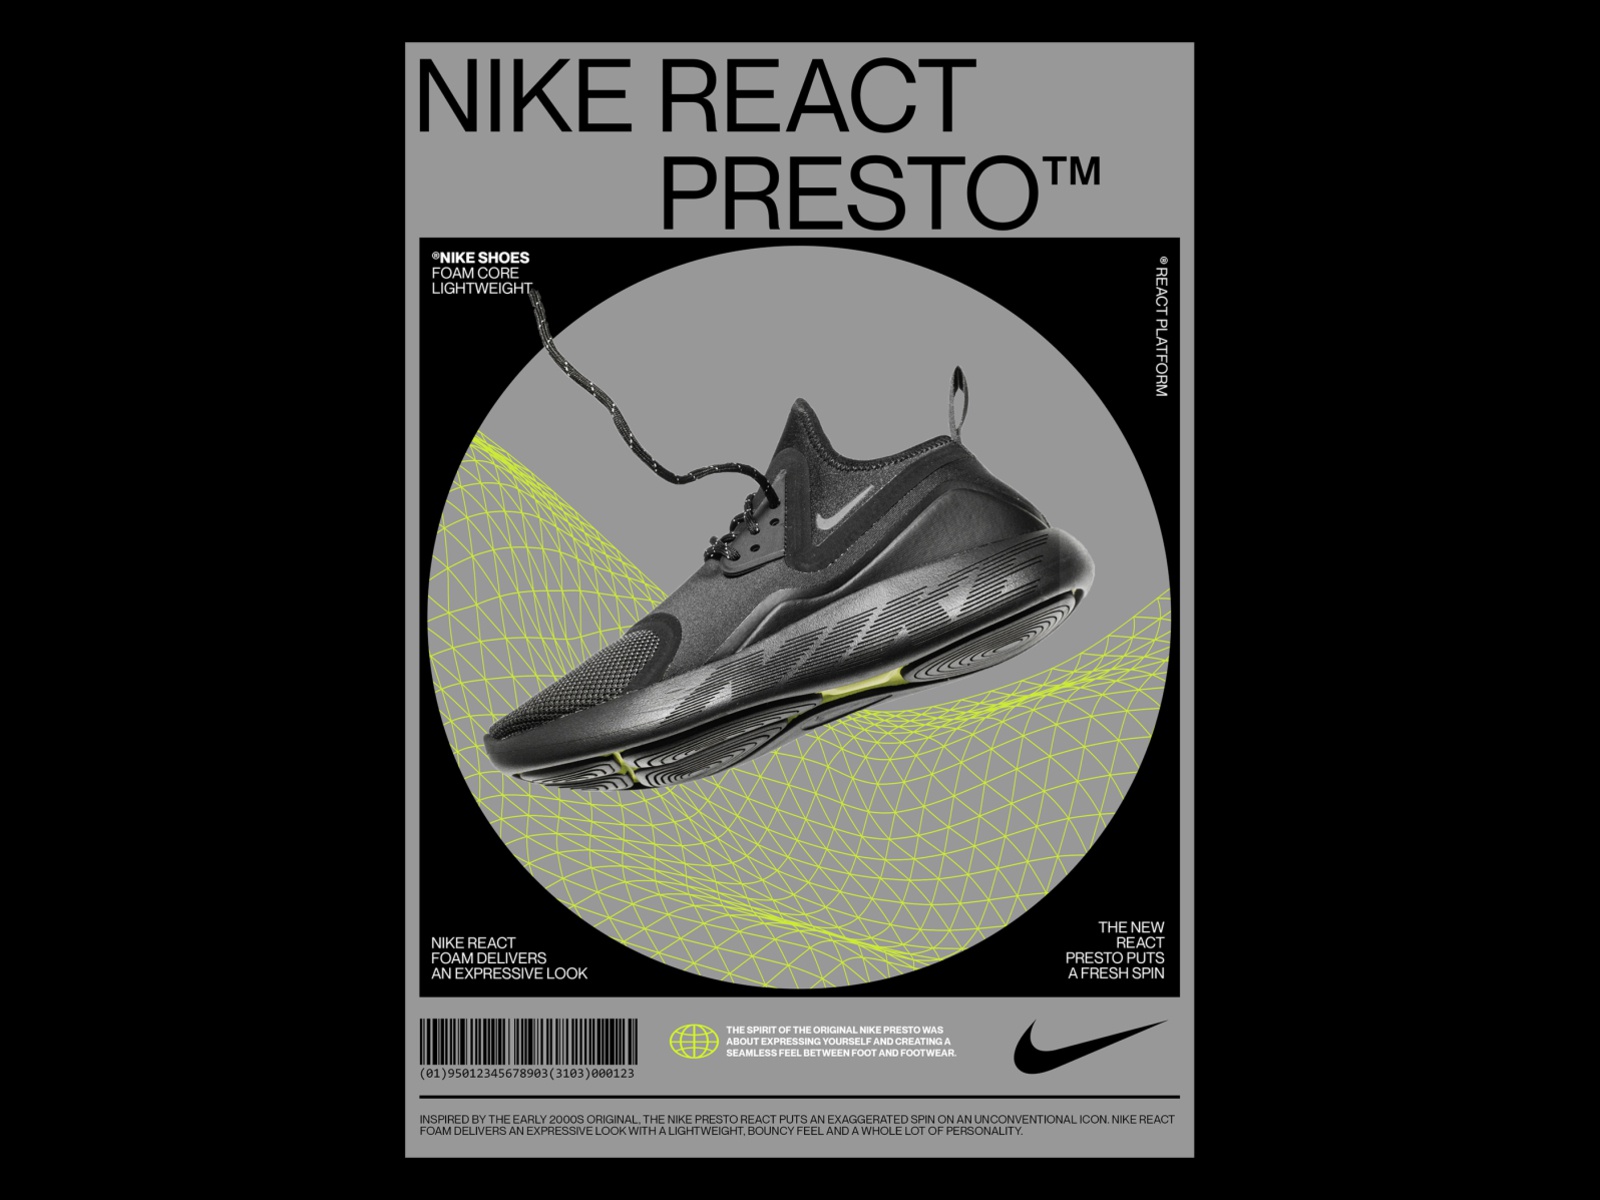 NIKE REACT
PRESTO™
®NIKE SHOES
FOAM CORE
LIGHTWEIGHT
® REACT PLATFORM
NIKE REACT
FOAM DELIVERS
AN EXPRESSIVE LOOK
THE NEW
REACT
PRESTO PUTS
A FRESH SPIN
(01)95012345678903(3103)000123
THE SPIRIT OF THE ORIGINAL NIKE PRESTO WAS
ABOUT EXPRESSING YOURSELF AND CREATING A
SEAMLESS FEEL BETWEEN FOOT AND FOOTWEAR.
INSPIRED BY THE EARLY 2000S ORIGINAL, THE NIKE PRESTO REACT PUTS AN EXAGGERATED SPIN ON AN UNCONVENTIONAL ICON. NIKE REACT
FOAM DELIVERS AN EXPRESSIVE LOOK WITH A LIGHTWEIGHT, BOUNCY FEEL AND A WHOLE LOT OF PERSONALITY.